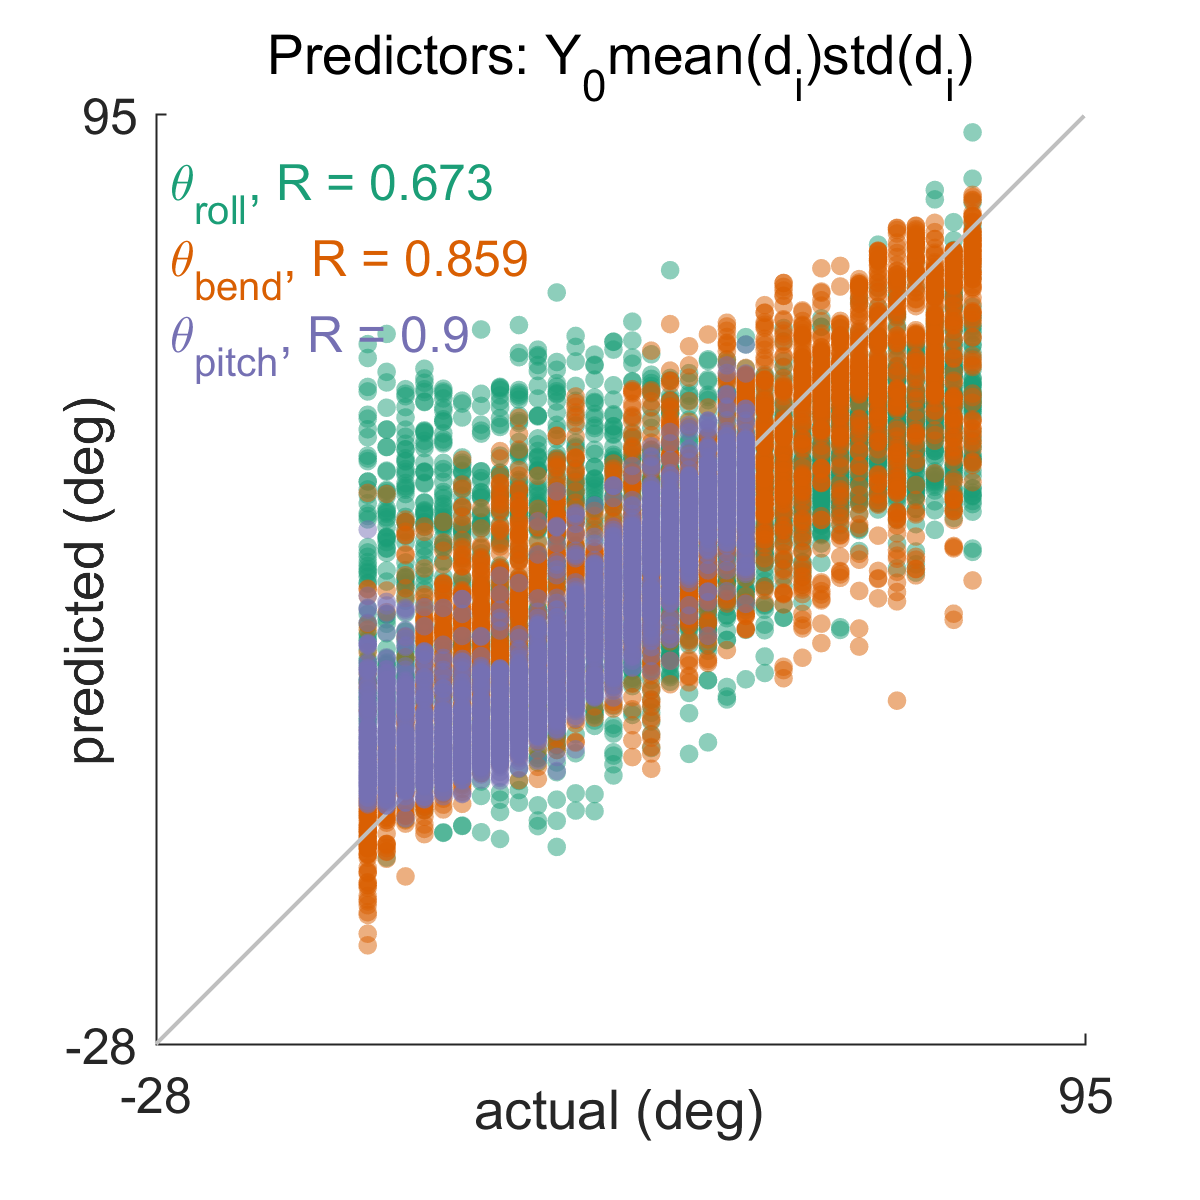 Predictors: Y₀mean(dᵢ)std(dᵢ)
95
θroll, R = 0.673
θbend, R = 0.859
θpitch, R = 0.9
predicted (deg)
-28
-28
95
actual (deg)